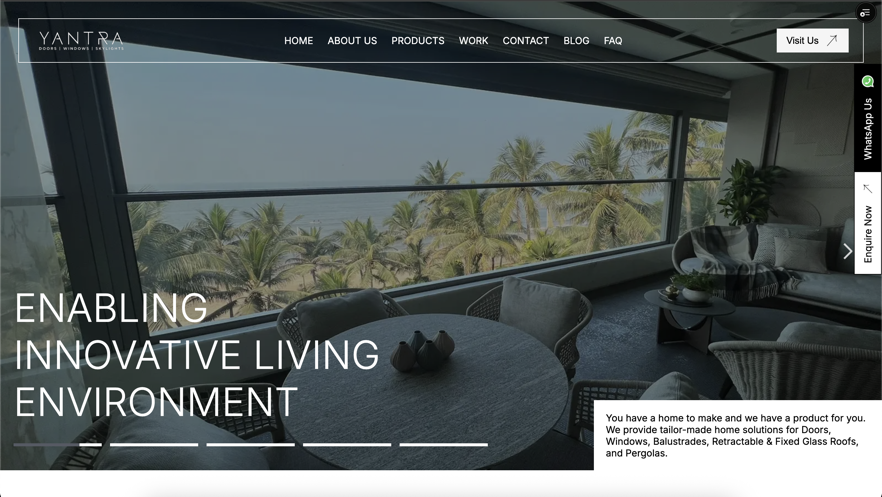 YANTRA
DOORS | WINDOWS | SKYLIGHTS
HOME
ABOUT US
PRODUCTS
WORK
CONTACT
BLOG
FAQ
Visit Us
WhatsApp Us
Enquire Now
ENABLING
INNOVATIVE LIVING
ENVIRONMENT
You have a home to make and we have a product for you.
We provide tailor-made home solutions for Doors,
Windows, Balustrades, Retractable & Fixed Glass Roofs,
and Pergolas.